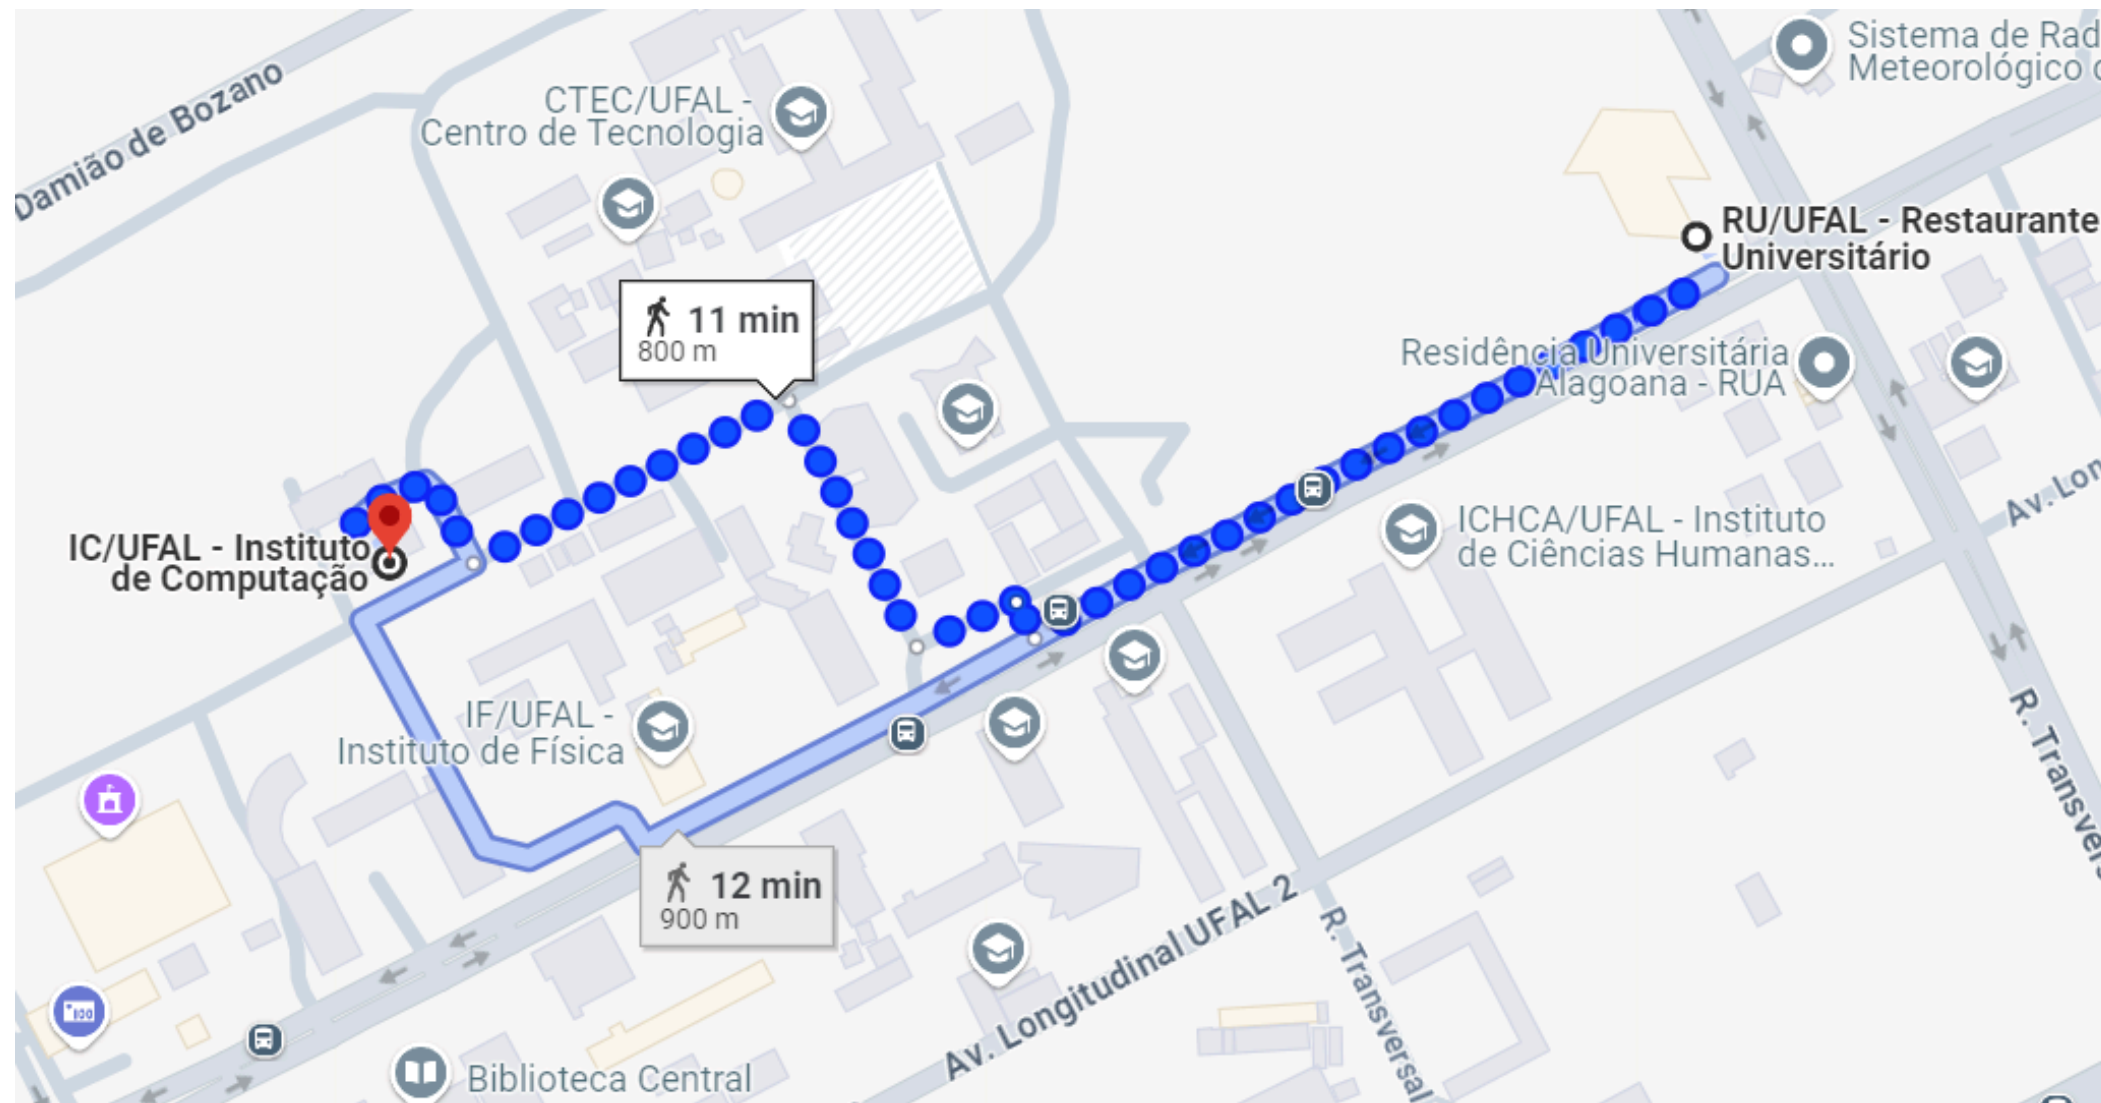 Sistema de Rad
Meteorológico
Damião de Bozano
CTEC/UFAL -
Centro de Tecnologia
RU/UFAL - Restaurante
Universitário
11 min
800 m
Residência Universitária
Alagoana - RUA
Av. Lon
ICHCA/UFAL - Instituto
de Ciências Humanas...
IC/UFAL - Instituto
de Computação
IF/UFAL -
Instituto de Física
R. Transvers
12 min
900 m
Av. Longitudinal UFAL 2
R. Transversal
100
Biblioteca Central